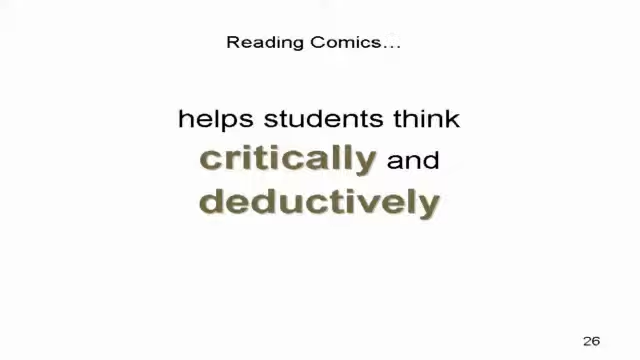 Reading Comics…
helps students think
critically and
deductively
26